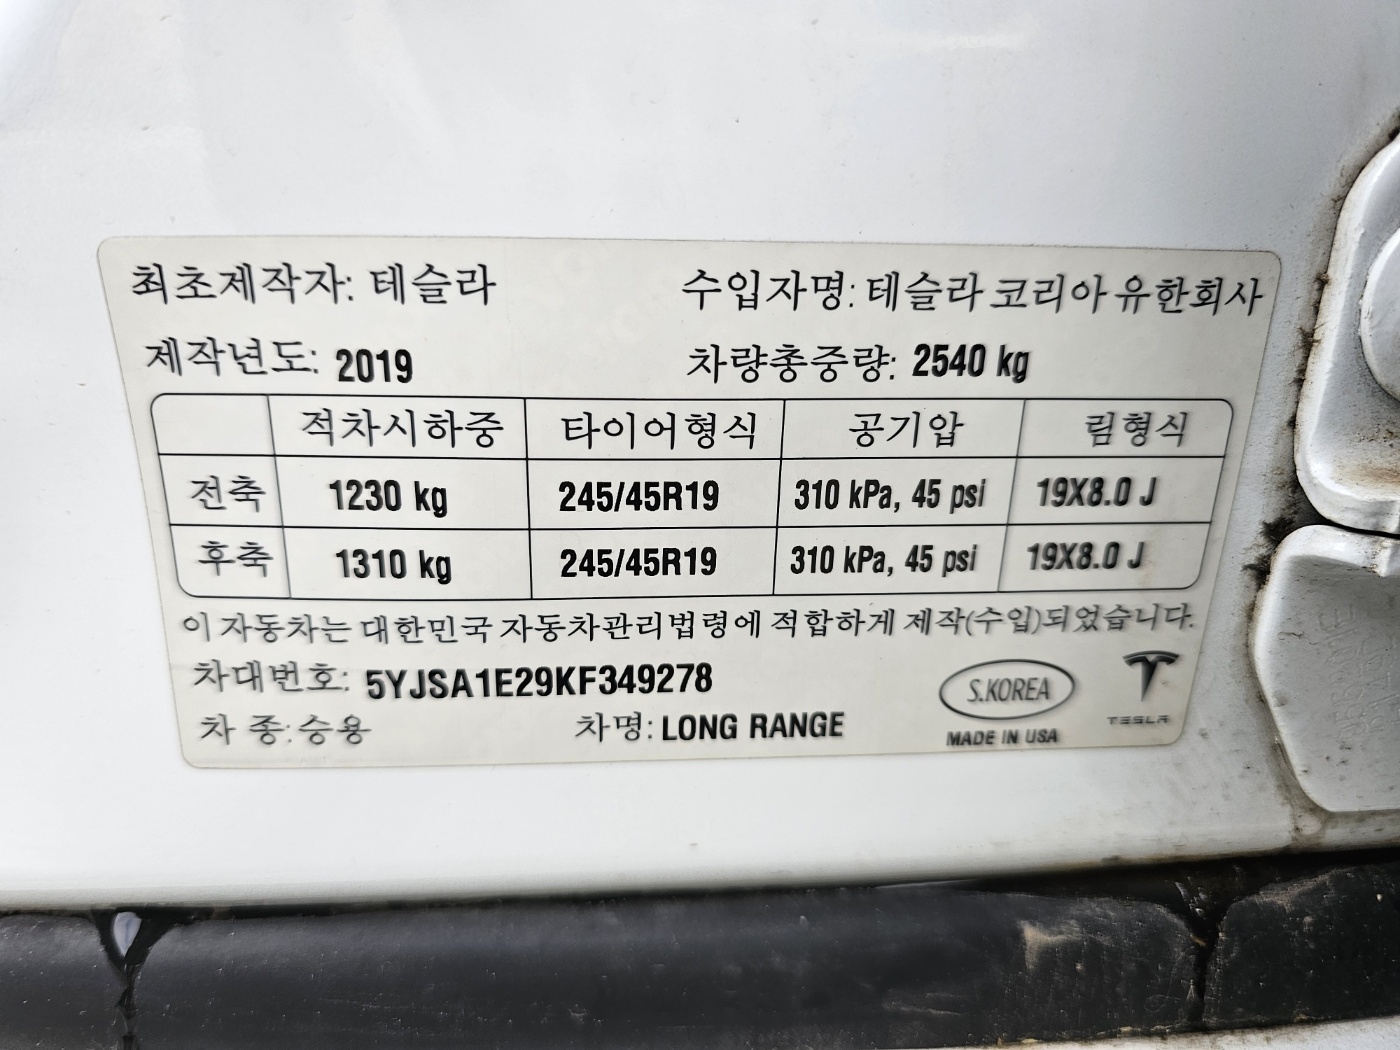 최초제작자: 테슬라 수입자명: 테슬라 코리아 유한회사
제작년도: 2019 차량총중량: 2540 kg
적차시하중 타이어형식 공기압 림형식
전축 1230 kg 245/45R19 310 kPa, 45 psi 19X8.0 J
후축 1310 kg 245/45R19 310 kPa, 45 psi 19X8.0 J
이 자동차는 대한민국 자동차관리법령에 적합하게 제작(수입)되었습니다.
차대번호: 5YJSA1E29KF349278 S.KOREA
차 종: 승용 차명: LONG RANGE MADE IN USA TESLA